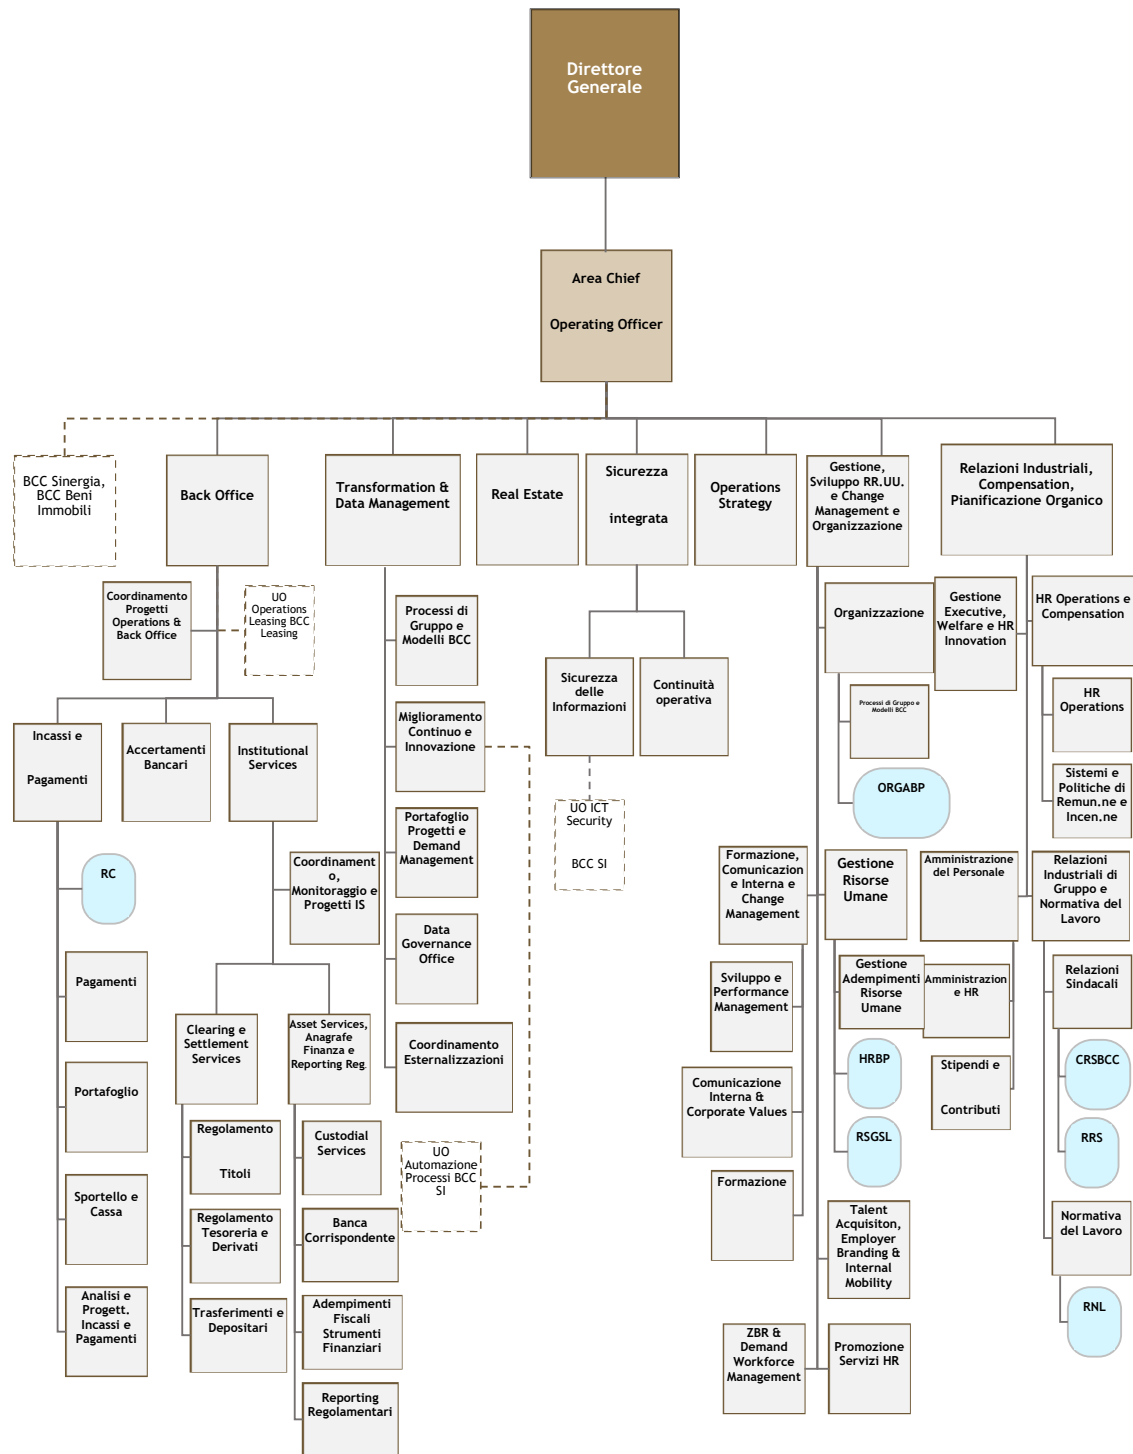 Direttore
Generale
Area Chief
Operating Officer
BCC Sinergia,
BCC Beni
Immobili
Back Office
Transformation &
Data Management
Real Estate
Sicurezza
integrata
Operations
Strategy
Gestione,
Sviluppo RR.UU.
e Change
Management e
Organizzazione
Relazioni Industriali,
Compensation,
Pianificazione Organico
Coordinamento
Progetti
Operations &
Back Office
UO
Operations
Leasing BCC
Leasing
Processi di
Gruppo e
Modelli BCC
Organizzazione
Gestione
Executive,
Welfare e HR
Innovation
HR Operations e
Compensation
Sicurezza
delle
Informazioni
Continuità
operativa
Processi di Gruppo e
Modelli BCC
HR
Operations
Incassi e
Pagamenti
Accertamenti
Bancari
Institutional
Services
Miglioramento
Continuo e
Innovazione
ORGABP
Sistemi e
Politiche di
Remun.ne e
Incen.ne
UO ICT
Security
BCC SI
Portafoglio
Progetti e
Demand
Management
RC
Coordinament
o,
Monitoraggio e
Progetti IS
Formazione,
Comunicazion
e Interna e
Change
Management
Gestione
Risorse
Umane
Amministrazione
del Personale
Relazioni
Industriali di
Gruppo e
Normativa del
Lavoro
Data
Governance
Office
Pagamenti
Sviluppo e
Performance
Management
Gestione
Adempimenti
Risorse
Umane
Amministrazion
e HR
Relazioni
Sindacali
Clearing e
Settlement
Services
Asset Services,
Anagrafe
Finanza e
Reporting Reg.
Coordinamento
Esternalizzazioni
HRBP
Stipendi e
Contributi
CRSBCC
Portafoglio
Comunicazione
Interna &
Corporate Values
RSGSL
RRS
Regolamento
Titoli
Custodial
Services
UO
Automazione
Processi BCC
SI
Formazione
Sportello e
Cassa
Regolamento
Tesoreria e
Derivati
Banca
Corrispondente
Talent
Acquisiton,
Employer
Branding &
Internal
Mobility
Normativa
del Lavoro
Analisi e
Progett.
Incassi e
Pagamenti
Trasferimenti e
Depositari
Adempimenti
Fiscali
Strumenti
Finanziari
RNL
ZBR &
Demand
Workforce
Management
Promozione
Servizi HR
Reporting
Regolamentari